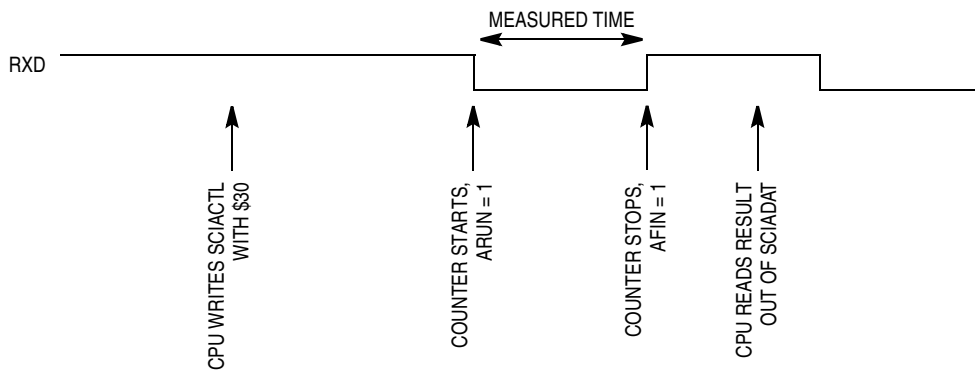 MEASURED TIME
RXD
CPU WRITES SCIACTL
WITH $30
COUNTER STARTS,
ARUN = 1
COUNTER STOPS,
AFIN = 1
CPU READS RESULT
OUT OF SCIADAT